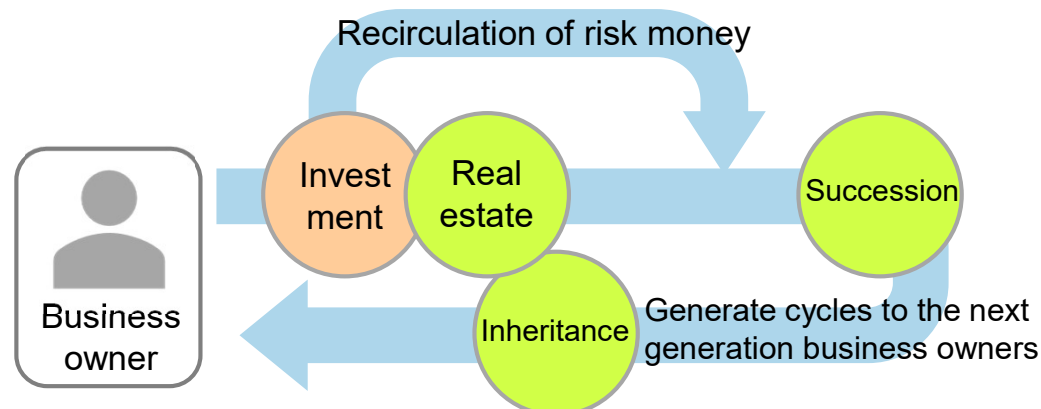 Recirculation of risk money
Invest
ment
Real
estate
Succession
Business
owner
Inheritance
Generate cycles to the next
generation business owners